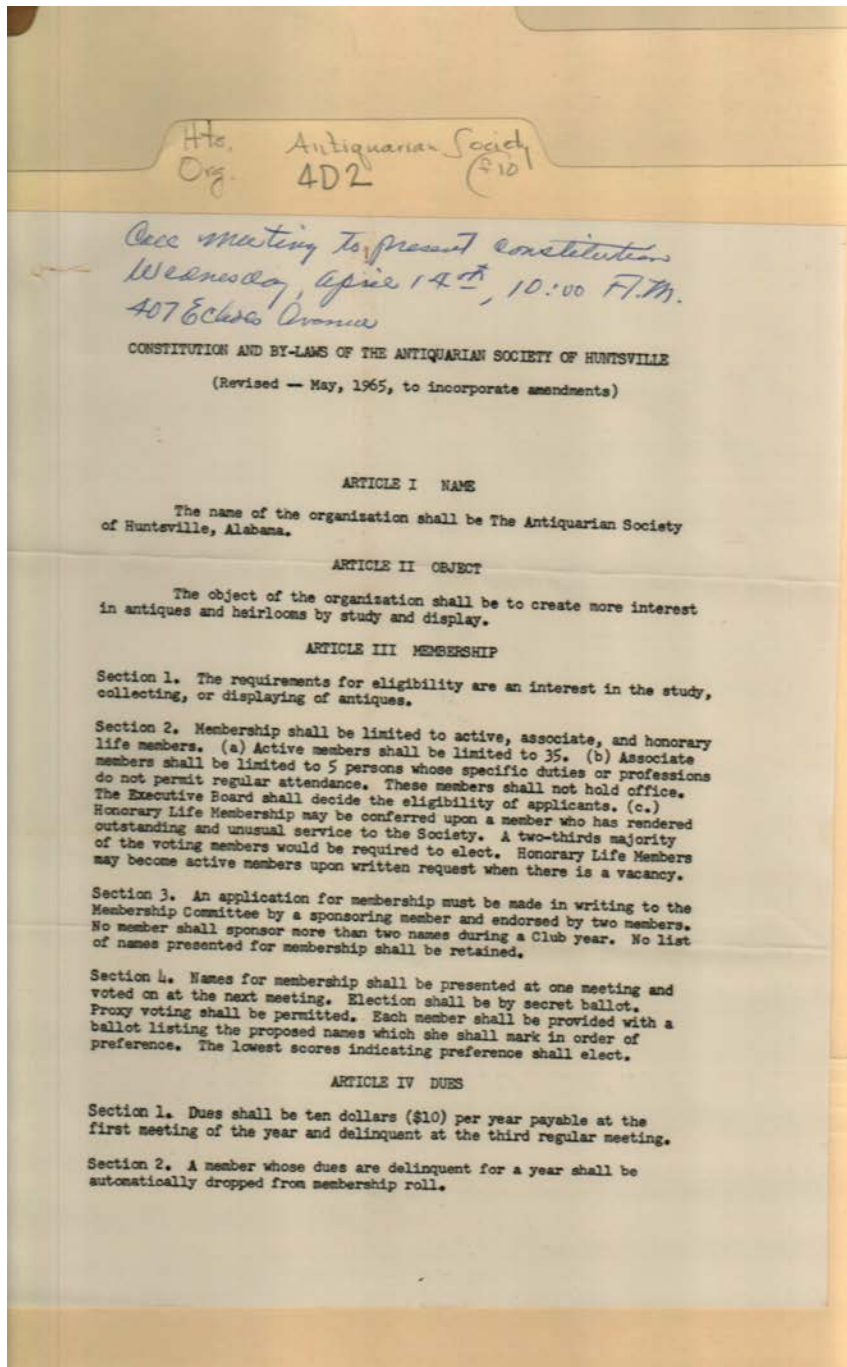 Hts. Antiquarian Society
Org. 4D2 (f10
Call meeting to present constitution
Wednesday, April 14th, 10:00 A.M.
407 Echols Avenue
CONSTITUTION AND BY-LAWS OF THE ANTIQUARIAN SOCIETY OF HUNTSVILLE
(Revised — May, 1965, to incorporate amendments)
ARTICLE I NAME
The name of the organization shall be The Antiquarian Society
of Huntsville, Alabama.
ARTICLE II OBJECT
The object of the organization shall be to create more interest
in antiques and heirlooms by study and display.
ARTICLE III MEMBERSHIP
Section 1. The requirements for eligibility are an interest in the study,
collecting, or displaying of antiques.
Section 2. Membership shall be limited to active, associate, and honorary
life members. (a) Active members shall be limited to 35. (b) Associate
members shall be limited to 5 persons whose specific duties or professions
do not permit regular attendance. These members shall not hold office.
The Executive Board shall decide the eligibility of applicants. (c.)
Honorary Life Membership may be conferred upon a member who has rendered
outstanding and unusual service to the Society. A two-thirds majority
of the voting members would be required to elect. Honorary Life Members
may become active members upon written request when there is a vacancy.
Section 3. An application for membership must be made in writing to the
Membership Committee by a sponsoring member and endorsed by two members.
No member shall sponsor more than two names during a Club year. No list
of names presented for membership shall be retained.
Section 4. Names for membership shall be presented at one meeting and
voted on at the next meeting. Election shall be by secret ballot.
Proxy voting shall be permitted. Each member shall be provided with a
ballot listing the proposed names which she shall mark in order of
preference. The lowest scores indicating preference shall elect.
ARTICLE IV DUES
Section 1. Dues shall be ten dollars ($10) per year payable at the
first meeting of the year and delinquent at the third regular meeting.
Section 2. A member whose dues are delinquent for a year shall be
automatically dropped from membership roll.